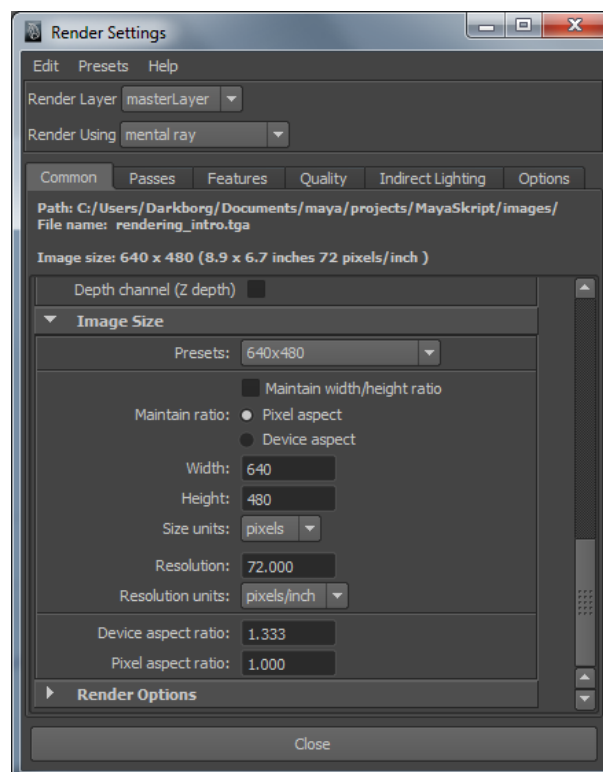 Render Settings
Edit Presets Help
Render Layer masterLayer
Render Using mental ray
Common Passes Features Quality Indirect Lighting Options
Path: C:/Users/Darkborg/Documents/maya/projects/MayaSkript/images/
File name: rendering_intro.tga
Image size: 640 x 480 (8.9 x 6.7 inches 72 pixels/inch )
Depth channel (Z depth)
Image Size
Presets: 640x480
Maintain width/height ratio
Maintain ratio: Pixel aspect
Device aspect
Width: 640
Height: 480
Size units: pixels
Resolution: 72.000
Resolution units: pixels/inch
Device aspect ratio: 1.333
Pixel aspect ratio: 1.000
Render Options
Close